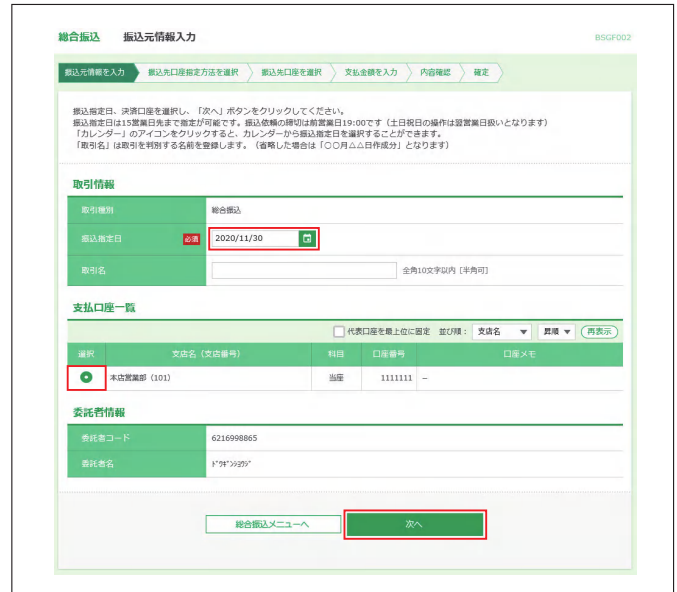 総合振込 振込元情報入力 BSGF002
振込元情報を入力 振込先口座指定方法を選択 振込先口座を選択 支払金額を入力 内容確認 確定
振込指定日、決済口座を選択し、「次へ」ボタンをクリックしてください。
振込指定日は15営業日先まで指定が可能です。振込依頼の締切は前営業日19:00です（土日祝日の操作は翌営業日扱いとなります）
「カレンダー」のアイコンをクリックすると、カレンダーから振込指定日を選択することができます。
「取引名」は取引を判別する名前を登録します。（省略した場合は「○○月△△日作成分」となります）
取引情報
取引種別 総合振込
振込指定日 必須 2020/11/30
取引名 全角10文字以内 [半角可]
支払口座一覧
代表口座を最上位に固定 並び順： 支店名 ▼ 昇順 ▼ 再表示
選択 支店名（支店番号） 科目 口座番号 口座メモ
本店営業部（101） 当座 1111111 －
委託者情報
委託者コード 6216998865
委託者名 ﾄﾞｳｷﾞﾝｼﾖｳｼﾞ
総合振込メニューへ 次へ